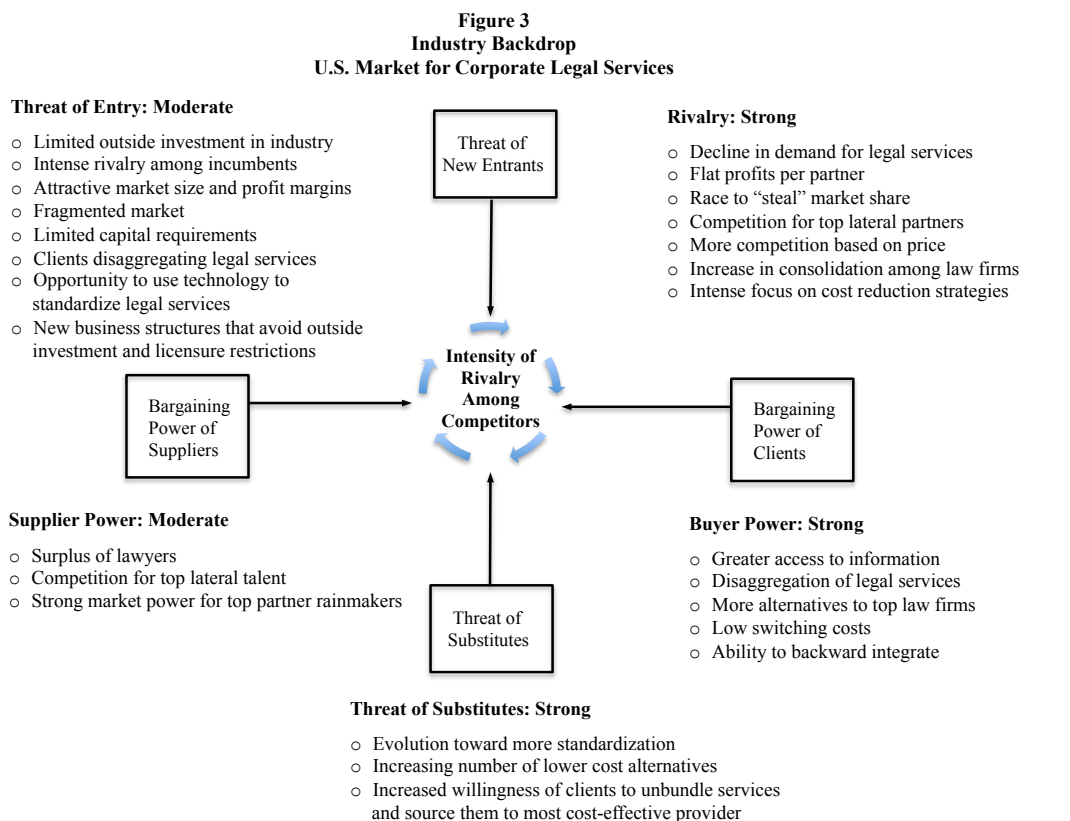 Figure 3
Industry Backdrop
U.S. Market for Corporate Legal Services
Threat of Entry: Moderate
o Limited outside investment in industry
o Intense rivalry among incumbents
o Attractive market size and profit margins
o Fragmented market
o Limited capital requirements
o Clients disaggregating legal services
o Opportunity to use technology to
standardize legal services
o New business structures that avoid outside
investment and licensure restrictions
Threat of
New Entrants
Rivalry: Strong
o Decline in demand for legal services
o Flat profits per partner
o Race to “steal” market share
o Competition for top lateral partners
o More competition based on price
o Increase in consolidation among law firms
o Intense focus on cost reduction strategies
Bargaining
Power of
Suppliers
Intensity of
Rivalry
Among
Competitors
Bargaining
Power of
Clients
Supplier Power: Moderate
o Surplus of lawyers
o Competition for top lateral talent
o Strong market power for top partner rainmakers
Threat of
Substitutes
Buyer Power: Strong
o Greater access to information
o Disaggregation of legal services
o More alternatives to top law firms
o Low switching costs
o Ability to backward integrate
Threat of Substitutes: Strong
o Evolution toward more standardization
o Increasing number of lower cost alternatives
o Increased willingness of clients to unbundle services
and source them to most cost-effective provider